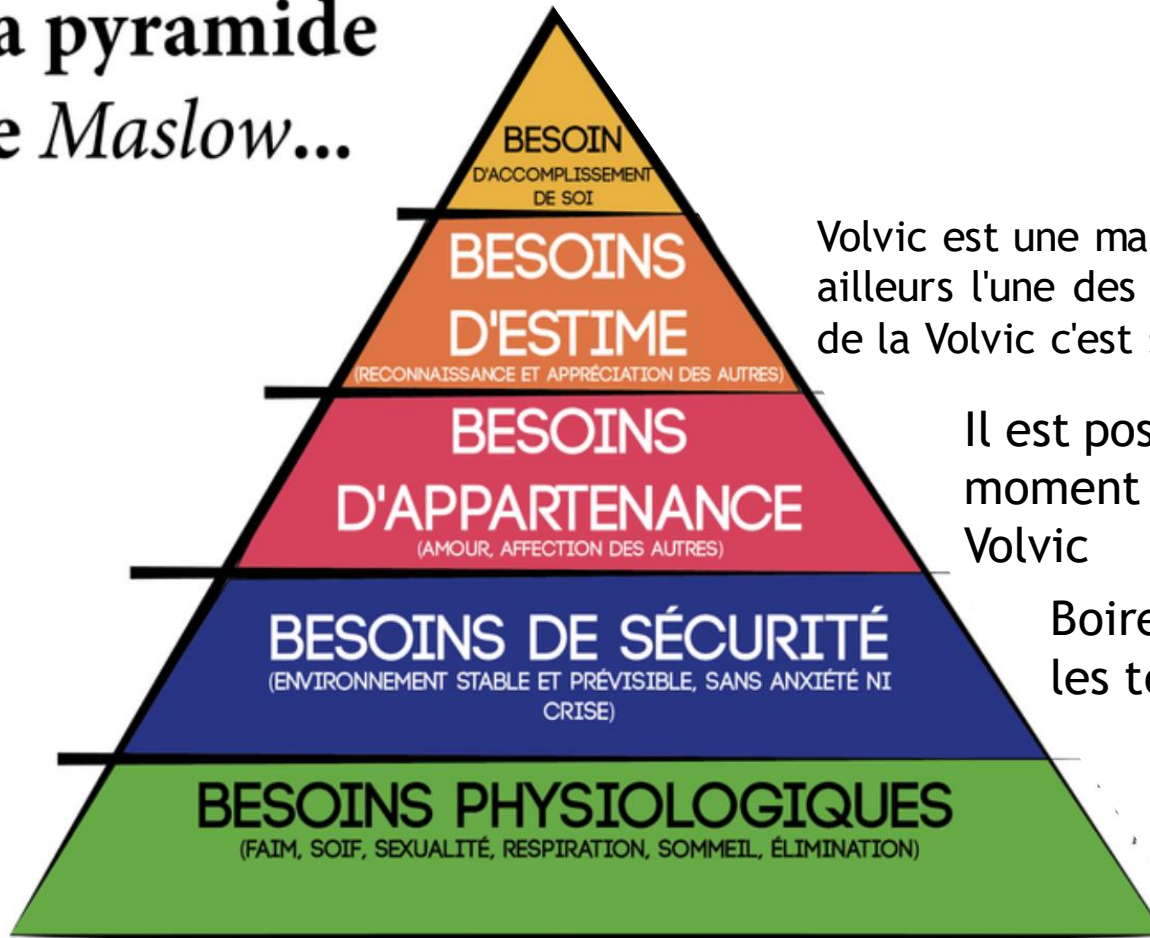 a pyramide
e Maslow...
BESOIN
D'ACCOMPLISSEMENT
DE SOI
BESOINS
D'ESTIME
(RECONNAISSANCE ET APPRÉCIATION DES AUTRES)
BESOINS
D'APPARTENANCE
(AMOUR, AFFECTION DES AUTRES)
BESOINS DE SÉCURITÉ
(ENVIRONNEMENT STABLE ET PRÉVISIBLE, SANS ANXIÉTÉ NI
CRISE)
BESOINS PHYSIOLOGIQUES
(FAIM, SOIF, SEXUALITÉ, RESPIRATION, SOMMEIL, ÉLIMINATION)
Volvic est une ma
ailleurs l'une des
de la Volvic c'est
Il est pos
moment
Volvic
Boire
les